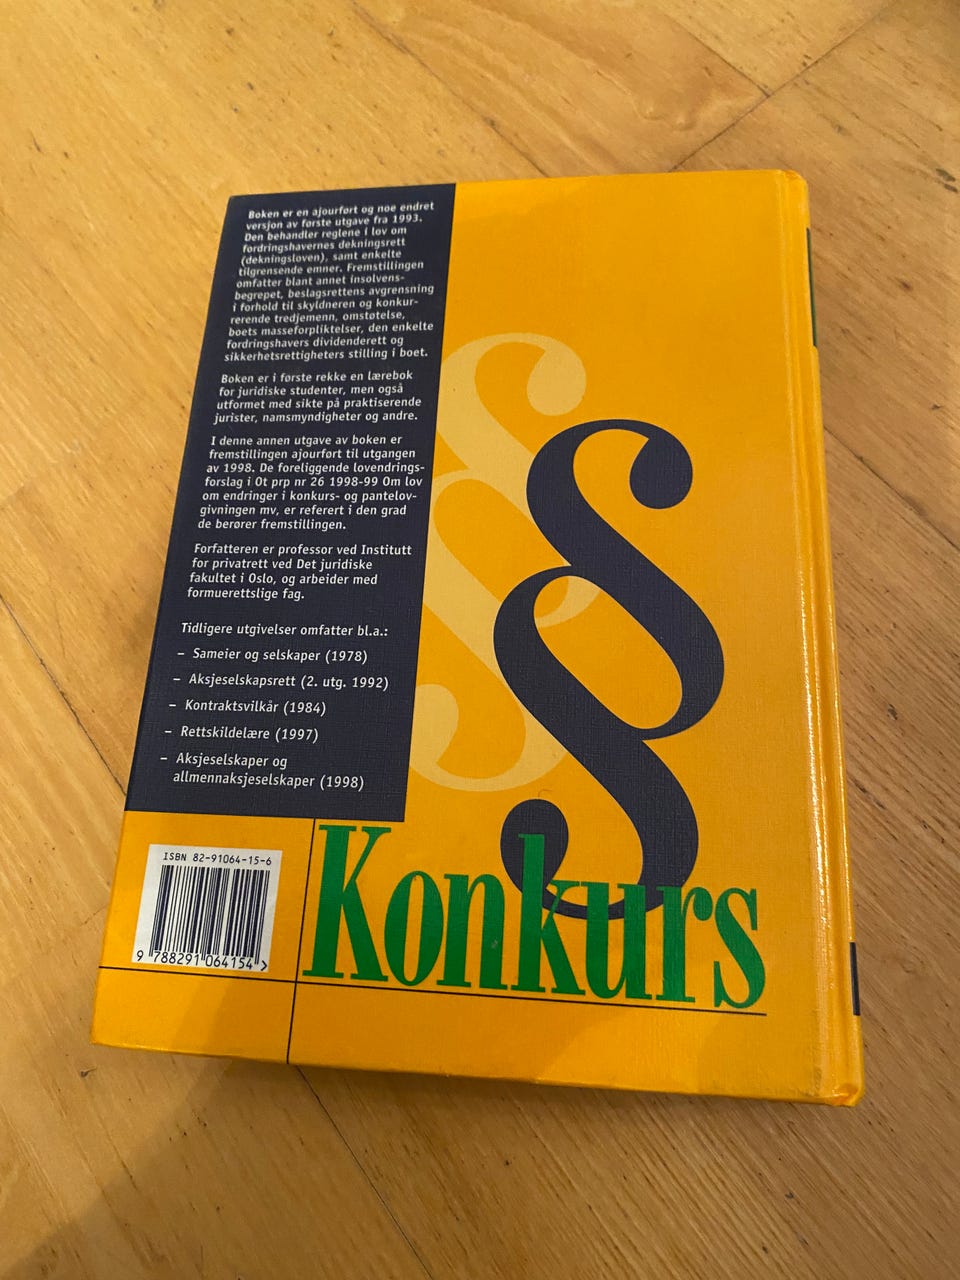 Boken er en ajourført og noe endret
versjon av første utgave fra 1993.
Den behandler reglene i lov om
fordringshavernes dekningsrett
(dekningsloven), samt enkelte
tilgrensende emner. Fremstillingen
omfatter blant annet insolvens-
begrepet, beslagsrettens avgrensning
i forhold til skyldneren og konkur-
rerende tredjemenn, omstøtelse,
boets masseforpliktelser, den enkelte
fordringshavers dividenderett og
sikkerhetsrettigheters stilling i boet.
Boken er i første rekke en lærebok
for juridiske studenter, men også
utformet med sikte på praktiserende
jurister, namsmyndigheter og andre.
I denne annen utgave av boken er
fremstillingen ajourført til utgangen
av 1998. De foreliggende lovendrings-
forslag i Ot prp nr 26 1998-99 Om lov
om endringer i konkurs- og pantelov-
givningen mv, er referert i den grad
de berører fremstillingen.
Forfatteren er professor ved Institutt
for privatrett ved Det juridiske
fakultet i Oslo, og arbeider med
formuerettslige fag.
Tidligere utgivelser omfatter bl.a.:
– Sameier og selskaper (1978)
– Aksjeselskapsrett (2. utg. 1992)
– Kontraktsvilkår (1984)
– Rettskildelære (1997)
– Aksjeselskaper og
allmennaksjeselskaper (1998)
§§
Konkurs
ISBN 82-91064-15-6
9 788291 064154 >